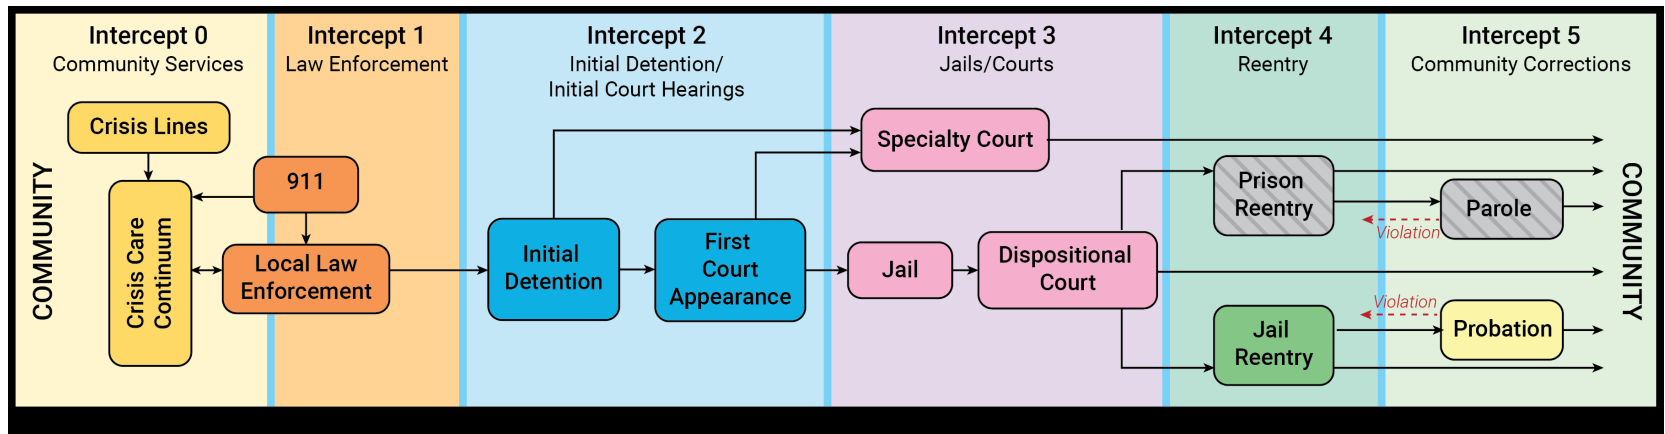 Intercept 0
Community Services
Intercept 1
Law Enforcement
Intercept 2
Initial Detention/
Initial Court Hearings
Intercept 3
Jails/Courts
Intercept 4
Reentry
Intercept 5
Community Corrections
COMMUNITY
Crisis Lines
Crisis Care
Continuum
911
Local Law
Enforcement
Initial
Detention
First
Court
Appearance
Specialty Court
Jail
Dispositional
Court
Prison
Reentry
Parole
Violation
Jail
Reentry
Violation
Probation
COMMUNITY